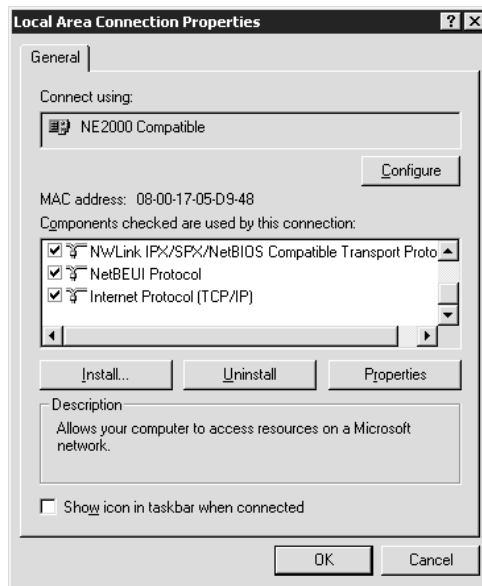 Local Area Connection Properties
General
Connect using:
NE2000 Compatible
Configure
MAC address: 08-00-17-05-D9-48
Components checked are used by this connection:
NWLink IPX/SPX/NetBIOS Compatible Transport Proto
NetBEUI Protocol
Internet Protocol (TCP/IP)
Install... Uninstall Properties
Description
Allows your computer to access resources on a Microsoft
network.
Show icon in taskbar when connected
OK Cancel